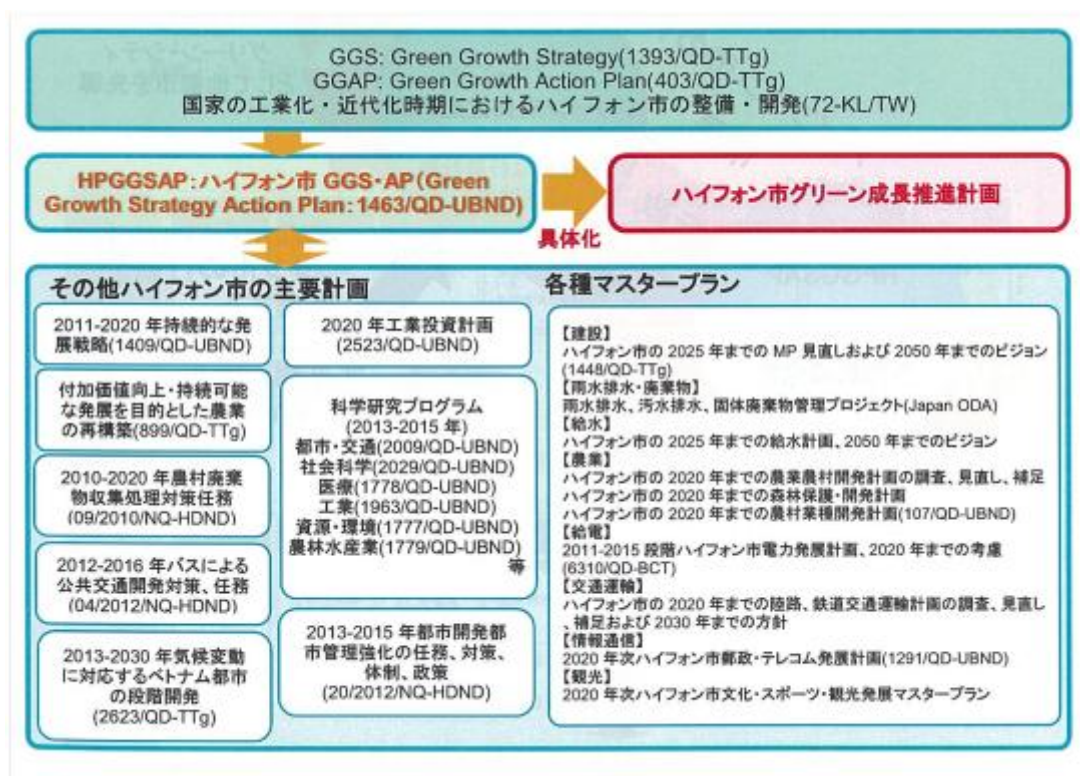 GGS: Green Growth Strategy(1393/QD-TTg)
GGAP: Green Growth Action Plan(403/QD-TTg)
国家の工業化・近代化時期におけるハイフォン市の整備・開発(72-KL/TW)
HPGGSAP:ハイフォン市 GGS・AP(Green
Growth Strategy Action Plan:1463/QD-UBND)
具体化
ハイフォン市グリーン成長推進計画
その他ハイフォン市の主要計画
2011-2020 年持続的な発
展戦略(1409/QD-UBND)
付加価値向上・持続可能
な発展を目的とした農業
の再構築(899/QD-TTg)
2010-2020 年農村廃棄
物収集処理対策任務
(09/2010/NQ-HDND)
2012-2016 年バスによる
公共交通開発対策、任務
(04/2012/NQ-HDND)
2013-2030 年気候変動
に対応するベトナム都市
の段階開発
(2623/QD-TTg)
2020 年工業投資計画
(2523/QD-UBND)
科学研究プログラム
(2013-2015 年)
都市・交通(2009/QD-UBND)
社会科学(2029/QD-UBND)
医療(1778/QD-UBND)
工業(1963/QD-UBND)
資源・環境(1777/QD-UBND)
農林水産業(1779/QD-UBND)
等
2013-2015 年都市開発都
市管理強化の任務、対策、
体制、政策
(20/2012/NQ-HDND)
各種マスタープラン
【建設】
ハイフォン市の 2025 年までの MP 見直しおよび 2050 年までのビジョン
(1448/QD-TTg)
【雨水排水・廃棄物】
雨水排水、汚水排水、固体廃棄物管理プロジェクト(Japan ODA)
【給水】
ハイフォン市の 2025 年までの給水計画、2050 年までのビジョン
【農業】
ハイフォン市の 2020 年までの農業農村開発計画の調査、見直し、補足
ハイフォン市の 2020 年までの森林保護・開発計画
ハイフォン市の 2020 年までの農村業種開発計画(107/QD-UBND)
【給電】
2011-2015 段階ハイフォン市電力発展計画、2020 年までの考慮
(6310/QD-BCT)
【交通運輸】
ハイフォン市の 2020 年までの陸路、鉄道交通運輸計画の調査、見直し
、補足および 2030 年までの方針
【情報通信】
2020 年次ハイフォン市郵政・テレコム発展計画(1291/QD-UBND)
【観光】
2020 年次ハイフォン市文化・スポーツ・観光発展マスタープラン